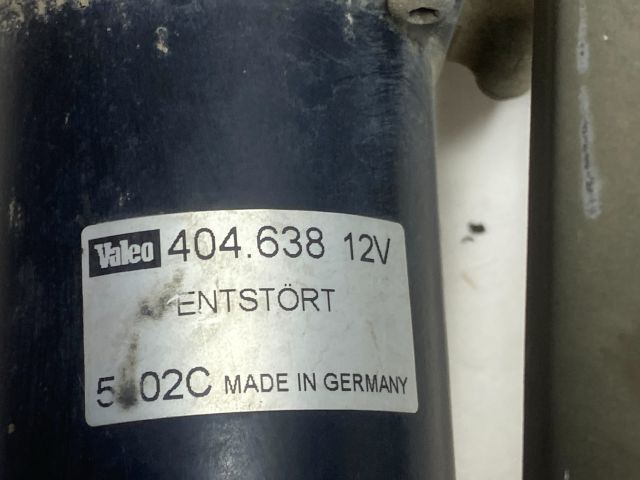 Valeo 404.638 12V
ENTSTÖRT
MADE IN GERMANY